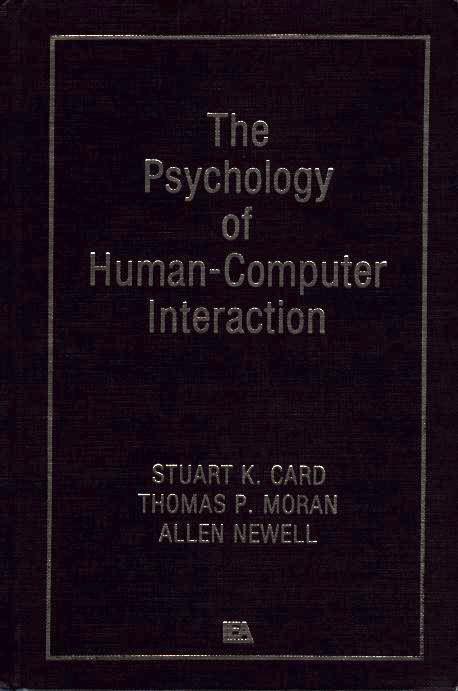 The
Psychology
of
Human-Computer
Interaction
STUART K. CARD
THOMAS P. MORAN
ALLEN NEWELL
LEA